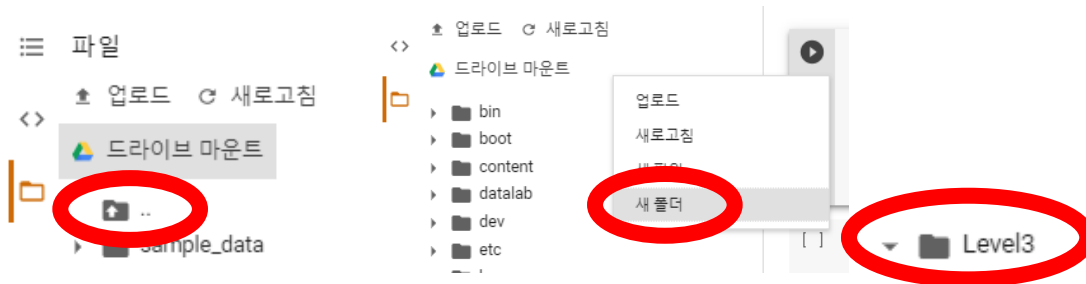 파일
업로드 새로고침
드라이브 마운트
..
sample_data
<>
업로드 새로고침
드라이브 마운트
bin
boot
content
datalab
dev
etc
<>
업로드
새로고침
새 폴더
[ ]
Level3